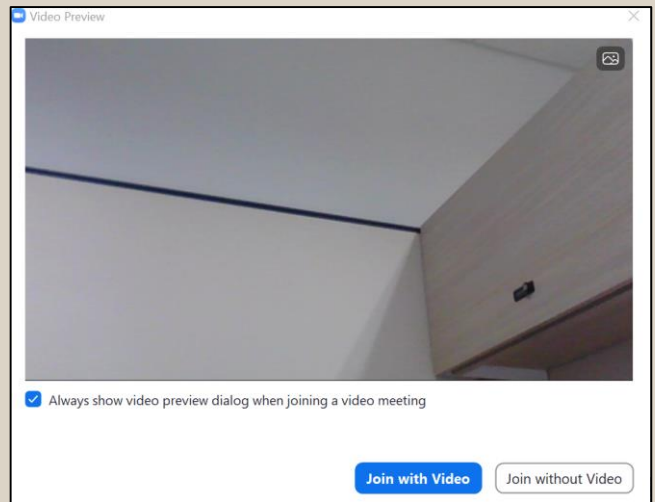 Video Preview
Always show video preview dialog when joining a video meeting
Join with Video
Join without Video